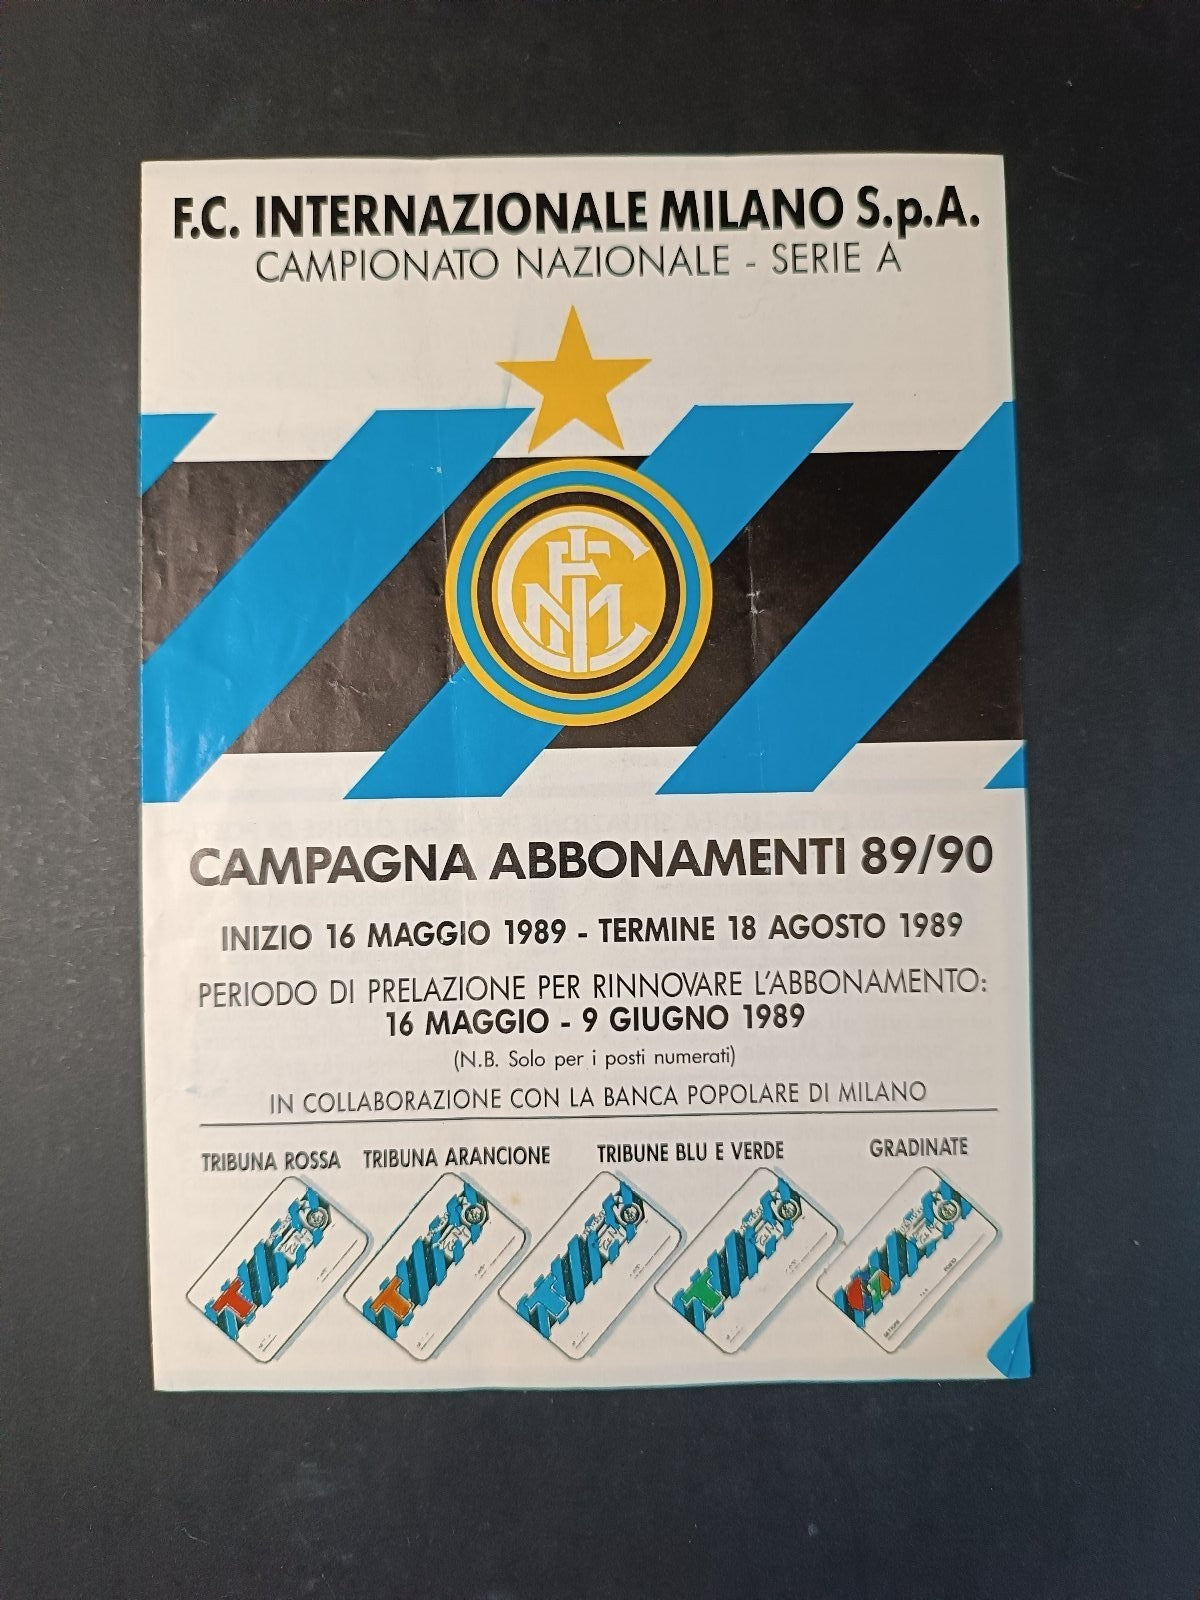 F.C. INTERNAZIONALE MILANO S.p.A.
CAMPIONATO NAZIONALE - SERIE A
CAMPAGNA ABBONAMENTI 89/90
INIZIO 16 MAGGIO 1989 - TERMINE 18 AGOSTO 1989
PERIODO DI PRELAZIONE PER RINNOVARE L'ABBONAMENTO:
16 MAGGIO - 9 GIUGNO 1989
(N.B. Solo per i posti numerati)
IN COLLABORAZIONE CON LA BANCA POPOLARE DI MILANO
TRIBUNA ROSSA TRIBUNA ARANCIONE TRIBUNE BLU E VERDE GRADINATE
T T T T